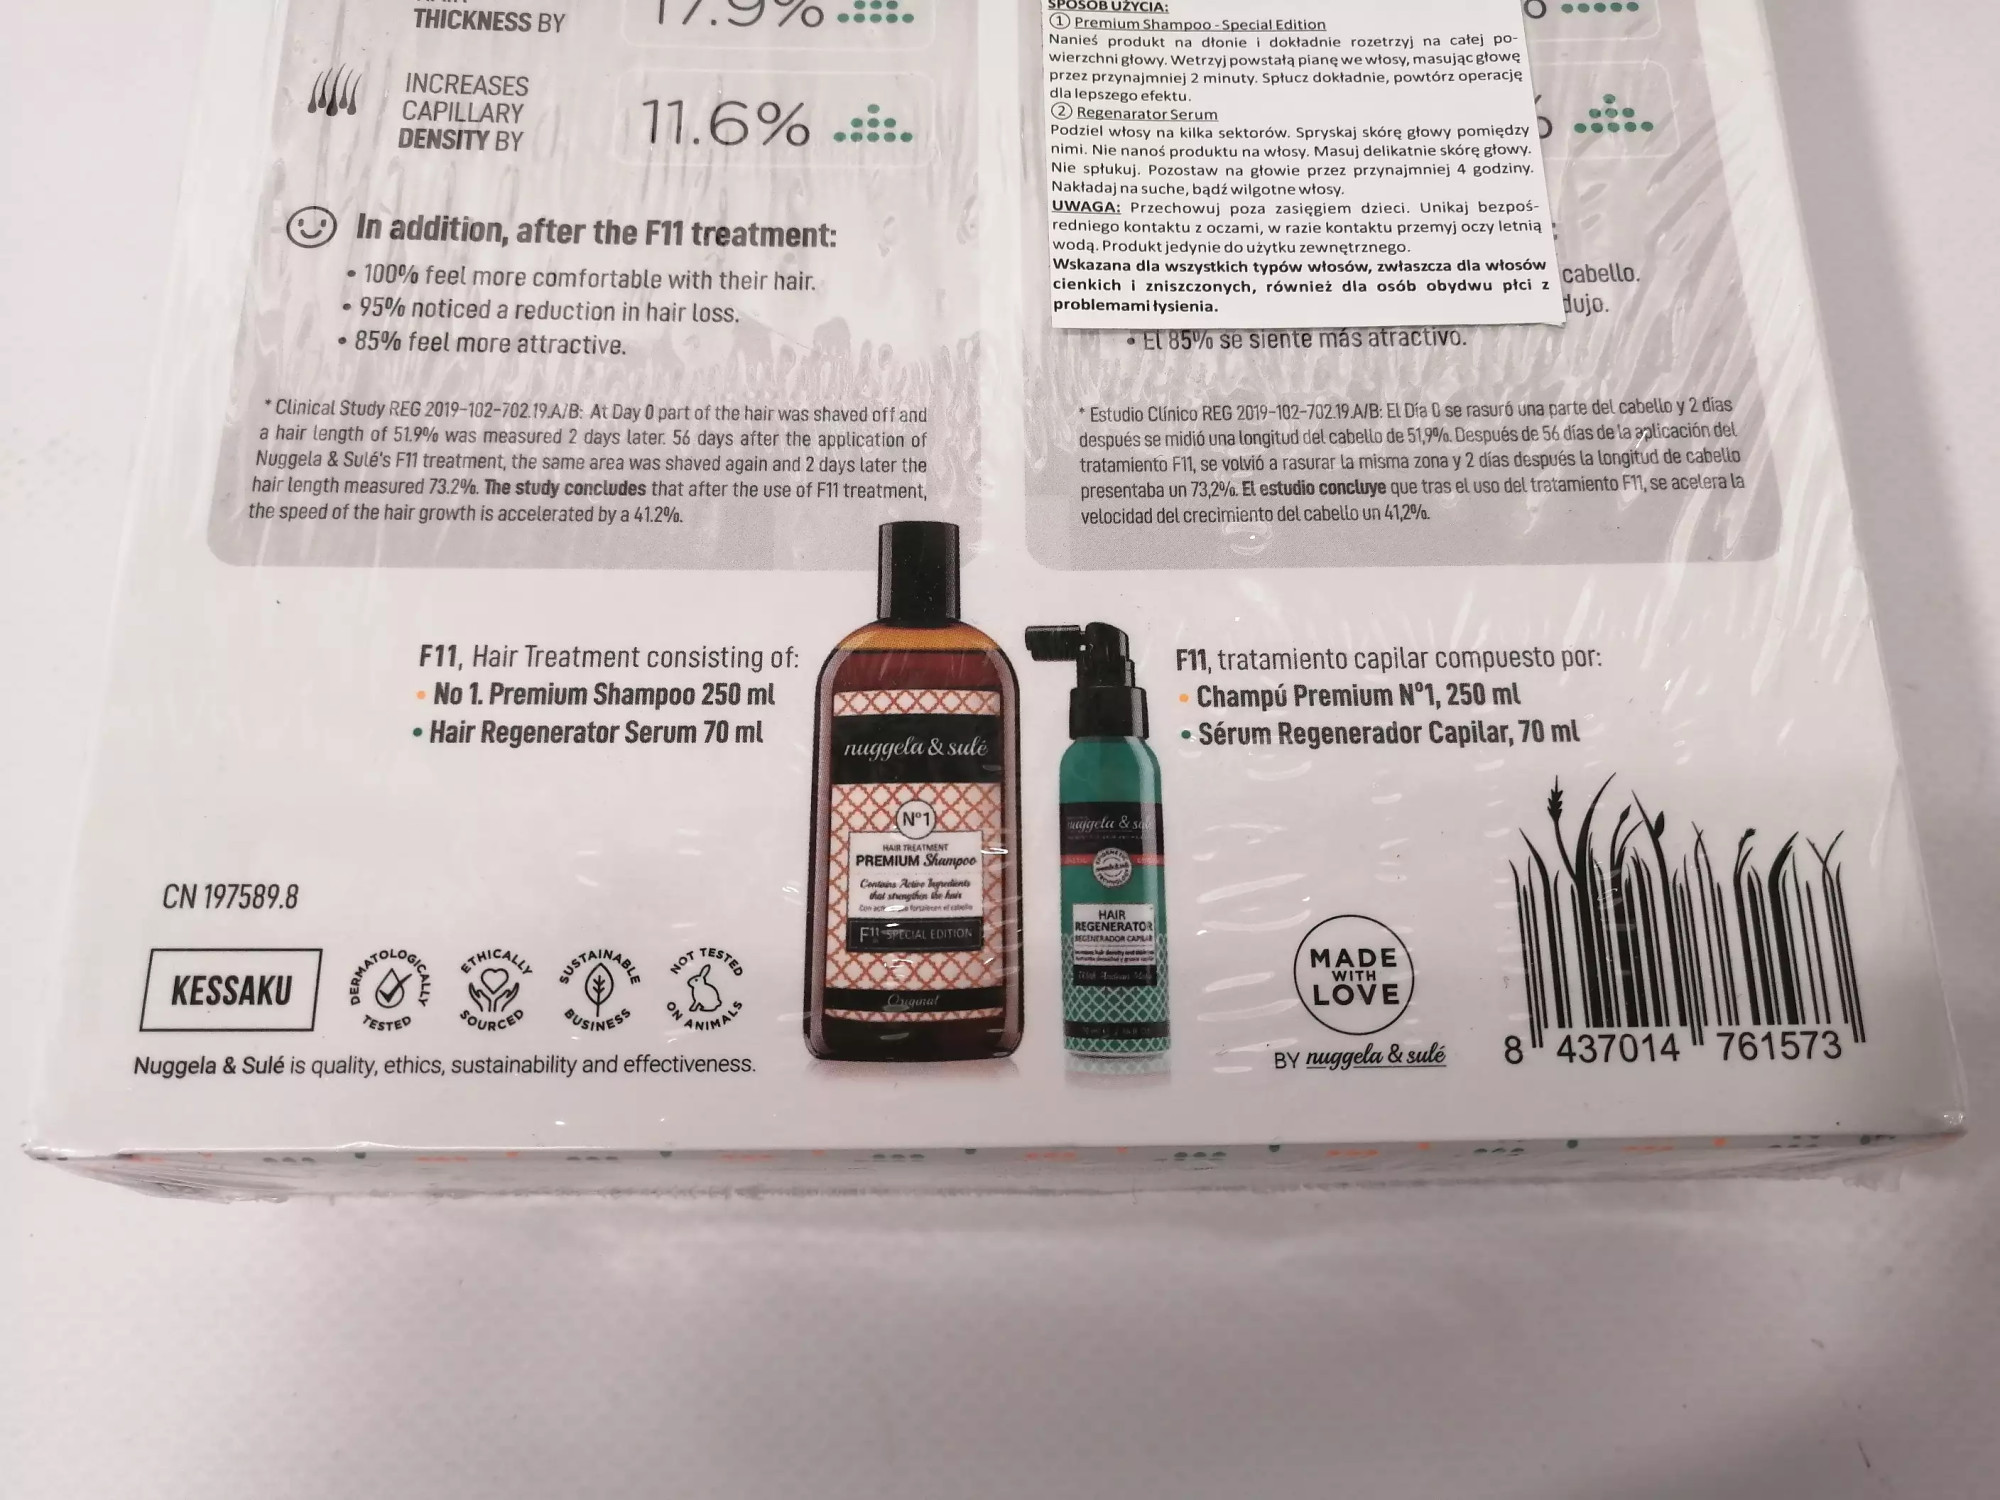 THICKNESS BY
17.9%
INCREASES
CAPILLARY
DENSITY BY
11.6%
In addition, after the F11 treatment:
• 100% feel more comfortable with their hair.
• 95% noticed a reduction in hair loss.
• 85% feel more attractive.
* Clinical Study REG 2019-102-702.19.A/B: At Day 0 part of the hair was shaved off and
a hair length of 51.9% was measured 2 days later. 56 days after the application of
Nuggela & Sulé's F11 treatment, the same area was shaved again and 2 days later the
hair length measured 73.2%. The study concludes that after the use of F11 treatment,
the speed of the hair growth is accelerated by a 41.2%.
SPOSÓB UŻYCIA:
① Premium Shampoo - Special Edition
Nanieś produkt na dłonie i dokładnie rozetrzyj na całej po-
wierzchni głowy. Wetrzyj powstałą pianę we włosy, masując głowę
przez przynajmniej 2 minuty. Spłucz dokładnie, powtórz operację
dla lepszego efektu.
② Regenarator Serum
Podziel włosy na kilka sektorów. Spryskaj skórę głowy pomiędzy
nimi. Nie nanoś produktu na włosy. Masuj delikatnie skórę głowy.
Nie spłukuj. Pozostaw na głowie przez przynajmniej 4 godziny.
Nakładaj na suche, bądź wilgotne włosy.
UWAGA: Przechowuj poza zasięgiem dzieci. Unikaj bezpoś-
redniego kontaktu z oczami, w razie kontaktu przemyj oczy letnią
wodą. Produkt jedynie do użytku zewnętrznego.
Wskazana dla wszystkich typów włosów, zwłaszcza dla włosów
cienkich i zniszczonych, również dla osób obydwu płci z
problemami łysienia.
cabello.
dujo.
• El 85% se siente más atractivo.
* Estudio Clínico REG 2019-102-702.19.A/B: El Día 0 se rasuró una parte del cabello y 2 días
después se midió una longitud del cabello de 51,9%. Después de 56 días de la aplicación del
tratamiento F11, se volvió a rasurar la misma zona y 2 días después la longitud de cabello
presentaba un 73,2%. El estudio concluye que tras el uso del tratamiento F11, se acelera la
velocidad del crecimiento del cabello un 41,2%.
F11, Hair Treatment consisting of:
• No 1. Premium Shampoo 250 ml
• Hair Regenerator Serum 70 ml
nuggela & sulé
Nº1
HAIR TREATMENT
PREMIUM Shampoo
Contains Active Ingredients
that strengthen the hair
F11 SPECIAL EDITION
Original
nuggela & sulé
HAIR
REGENERATOR
REGENERADOR CAPILAR
F11, tratamiento capilar compuesto por:
• Champú Premium Nº1, 250 ml
• Sérum Regenerador Capilar, 70 ml
CN 197589.8
KESSAKU
DERMATOLOGICALLY TESTED
ETHICALLY SOURCED
SUSTAINABLE BUSINESS
NOT TESTED ON ANIMALS
Nuggela & Sulé is quality, ethics, sustainability and effectiveness.
MADE
WITH
LOVE
BY nuggela & sulé
8 437014 761573